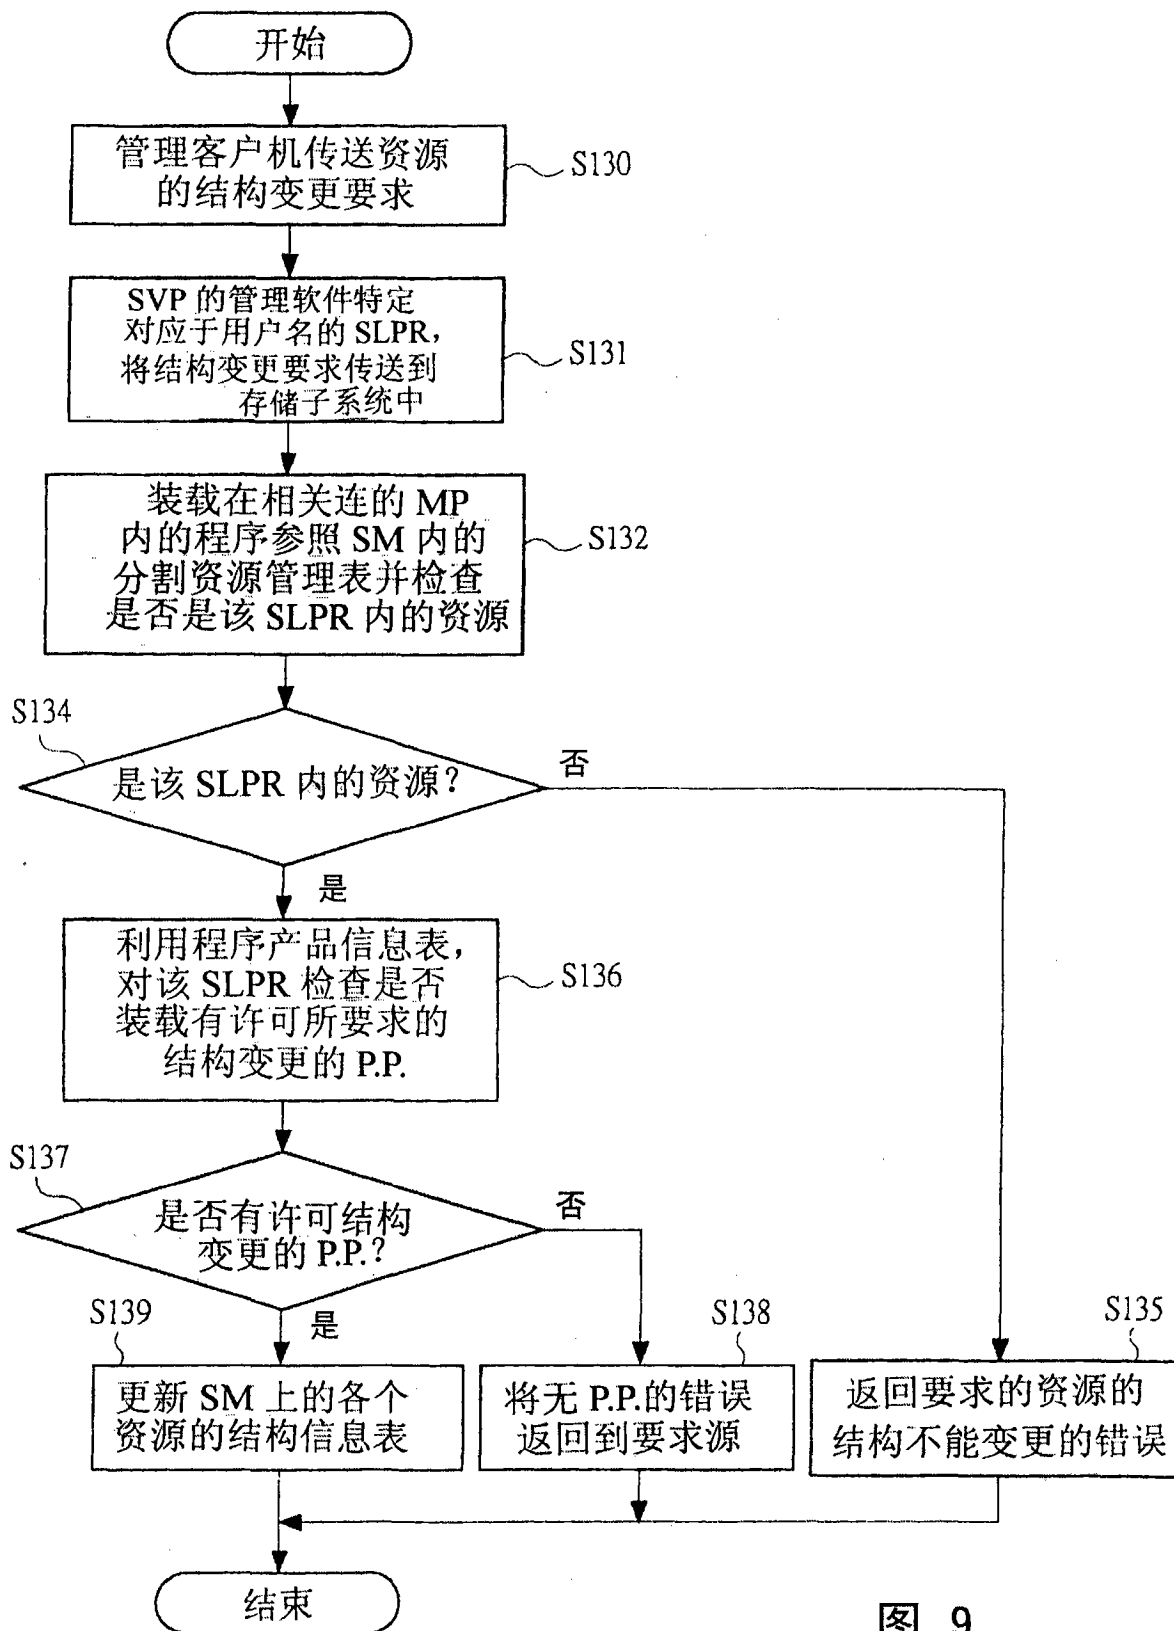 开始
管理客户机传送资源
的结构变更要求
S130
SVP 的管理软件特定
对应于用户名的 SLPR,
将结构变更要求传送到
存储子系统中
S131
装载在相关连的 MP
内的程序参照 SM 内的
分割资源管理表并检查
是否是该 SLPR 内的资源
S132
S134
是该 SLPR 内的资源?
否
是
利用程序产品信息表,
对该 SLPR 检查是否
装载有许可所要求的
结构变更的 P.P.
S136
S137
是否有许可结构
变更的 P.P.?
否
是
S139
更新 SM 上的各个
资源的结构信息表
S138
将无 P.P.的错误
返回到要求源
S135
返回要求的资源的
结构不能变更的错误
结束
图 9